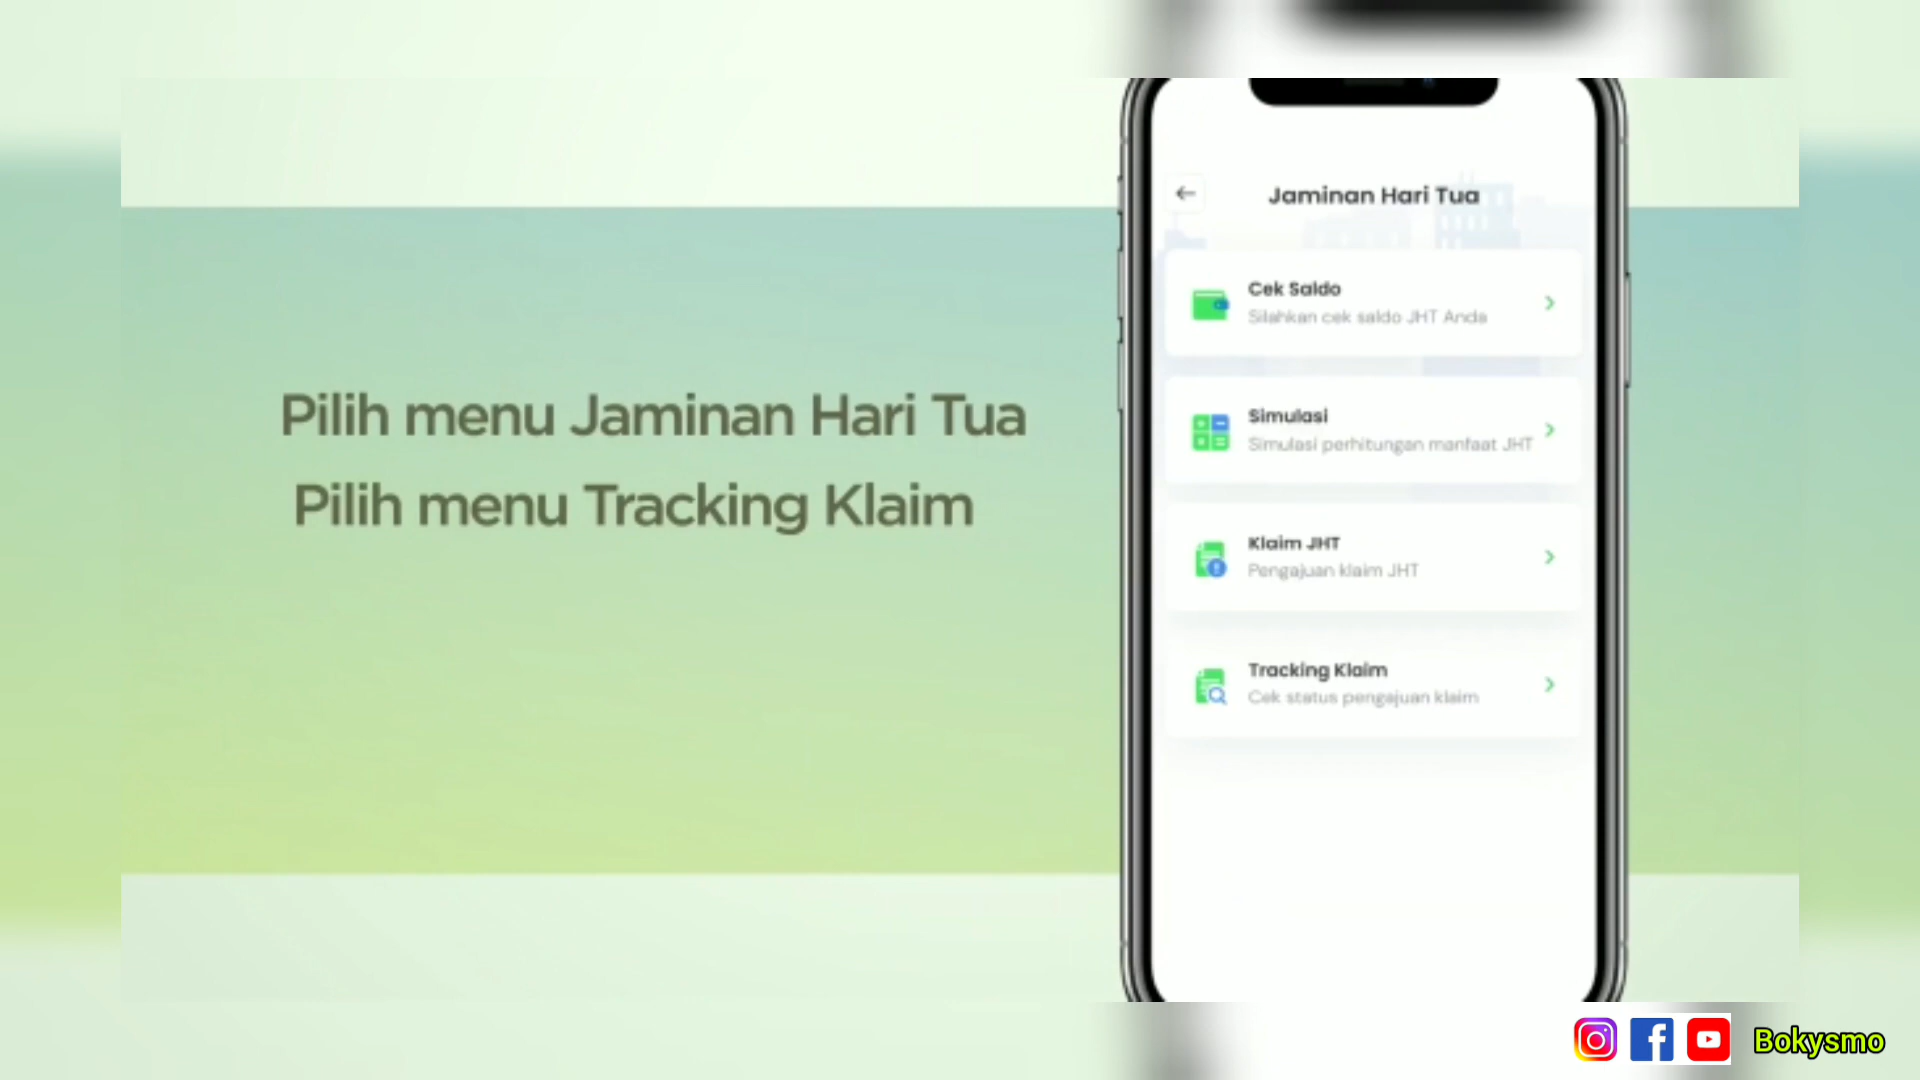 Pilih menu Jaminan Hari Tua
Pilih menu Tracking Klaim
Jaminan Hari Tua
Cek Saldo
Silahkan cek saldo JHT Anda
Simulasi
Simulasi perhitungan manfaat JHT
Klaim JHT
Pengajuan klaim JHT
Tracking Klaim
Cek status pengajuan klaim
Bokysmo